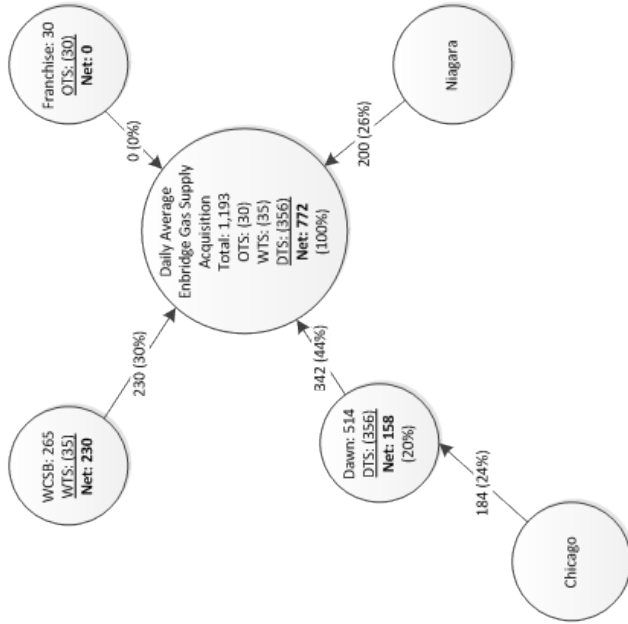 WCSB: 265
WTS: (35)
Net: 230
Franchise: 30
OTS: (30)
Net: 0
230 (30%)
0 (0%)
Daily Average
Enbridge Gas Supply
Acquisition
Total: 1,193
OTS: (30)
WTS: (35)
DTS: (356)
Net: 772
(100%)
Dawn: 514
DTS: (356)
Net: 158
(20%)
342 (44%)
200 (26%)
184 (24%)
Chicago
Niagara